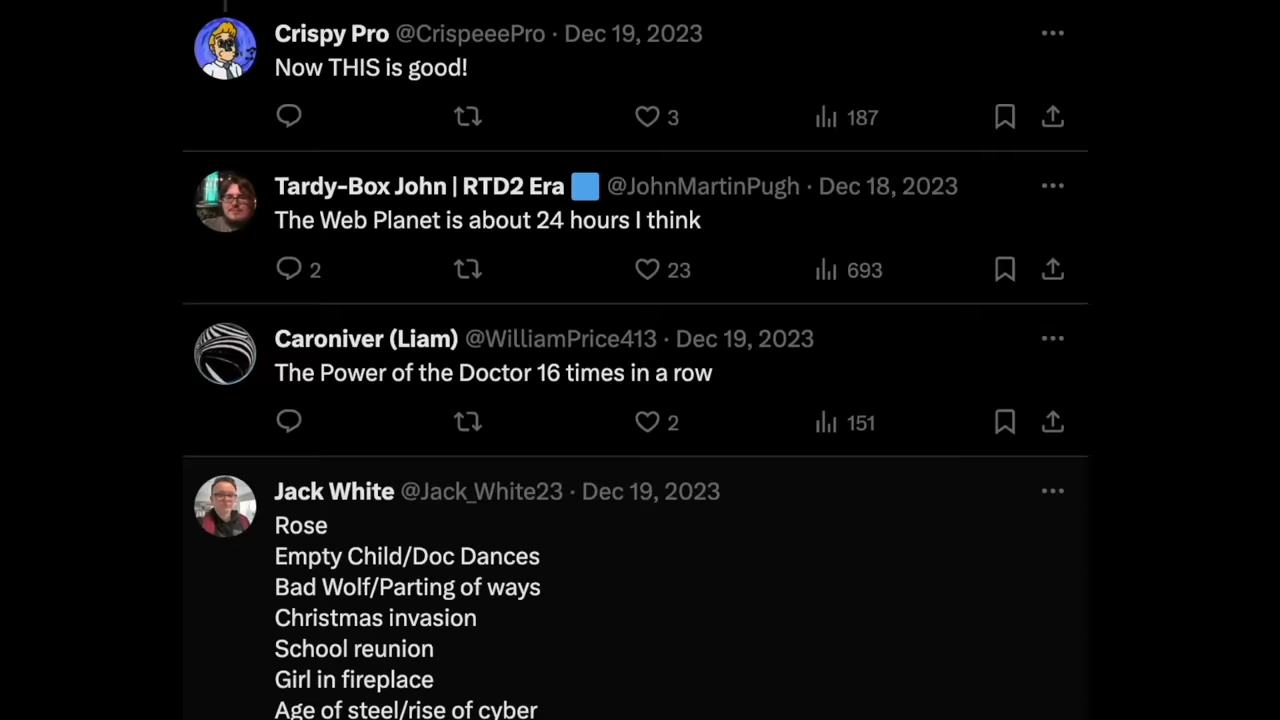 Crispy Pro @CrispeeePro · Dec 19, 2023
Now THIS is good!
3 187
Tardy-Box John | RTD2 Era 🟦 @JohnMartinPugh · Dec 18, 2023
The Web Planet is about 24 hours I think
2 23 693
Caroniver (Liam) @WilliamPrice413 · Dec 19, 2023
The Power of the Doctor 16 times in a row
2 151
Jack White @Jack_White23 · Dec 19, 2023
Rose
Empty Child/Doc Dances
Bad Wolf/Parting of ways
Christmas invasion
School reunion
Girl in fireplace
Age of steel/rise of cyber